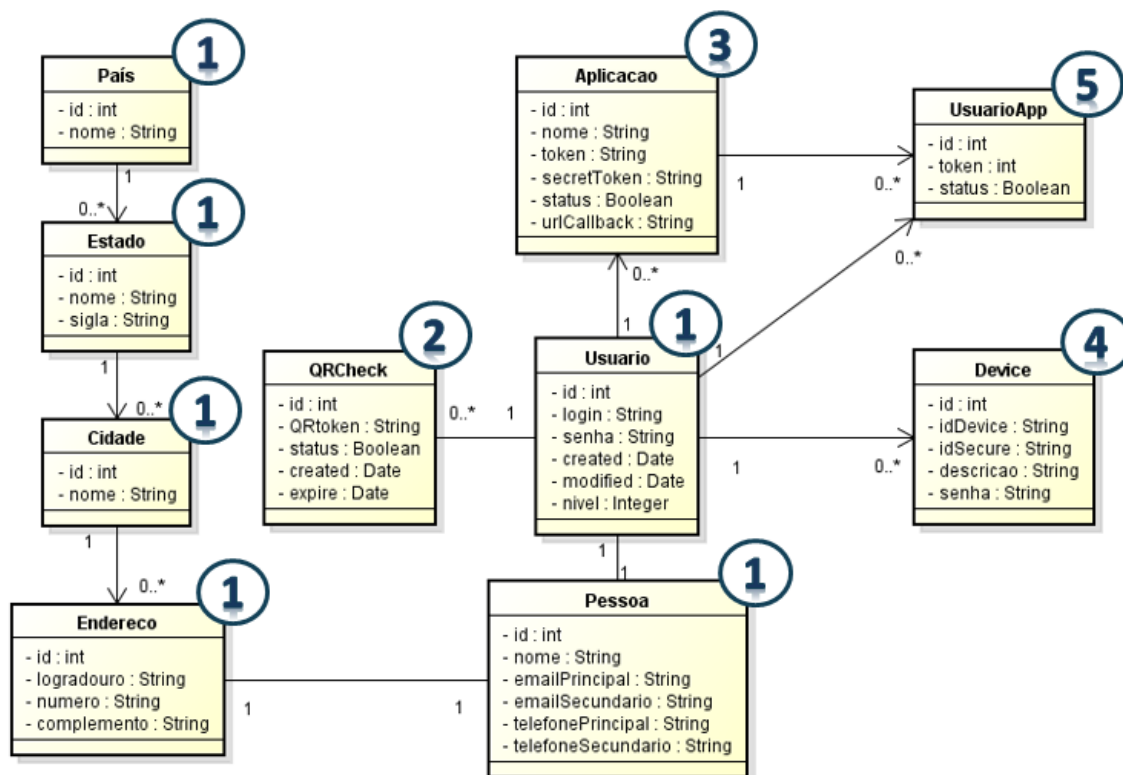 1
País
- id : int
- nome : String
1
0..*
1
Estado
- id : int
- nome : String
- sigla : String
1
0..*
1
Cidade
- id : int
- nome : String
1
0..*
1
Endereco
- id : int
- logradouro : String
- numero : String
- complemento : String
1
1
2
QRCheck
- id : int
- QRtoken : String
- status : Boolean
- created : Date
- expire : Date
0..*
1
3
Aplicacao
- id : int
- nome : String
- token : String
- secretToken : String
- status : Boolean
- urlCallback : String
1
0..*
0..*
1
1
Usuario
- id : int
- login : String
- senha : String
- created : Date
- modified : Date
- nivel : Integer
1
0..*
1
0..*
1
1
1
Pessoa
- id : int
- nome : String
- emailPrincipal : String
- emailSecundario : String
- telefonePrincipal : String
- telefoneSecundario : String
5
UsuarioApp
- id : int
- token : int
- status : Boolean
4
Device
- id : int
- idDevice : String
- idSecure : String
- descricao : String
- senha : String